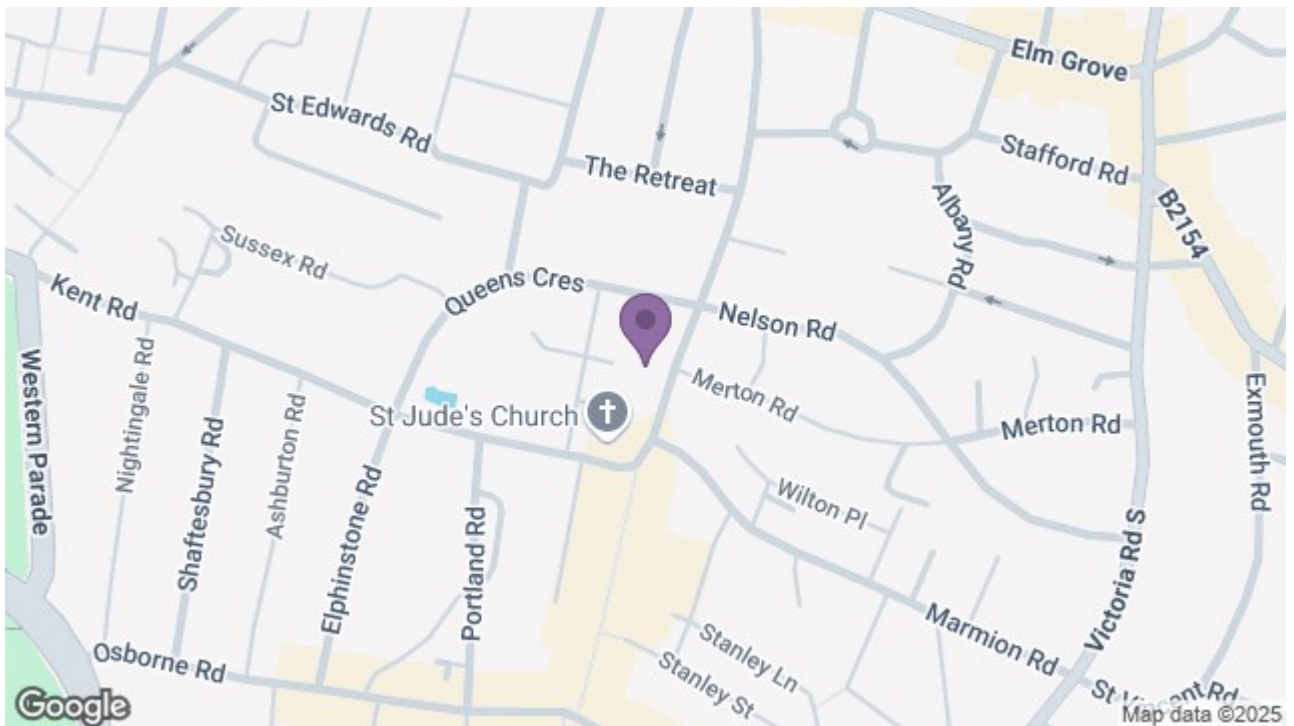 Elm Grove
St Edwards Rd
The Retreat
Stafford Rd
Albany Rd
B2154
Sussex Rd
Queens Cres
Kent Rd
Nelson Rd
Western Parade
Nightingale Rd
Shaftesbury Rd
Ashburton Rd
Elphinstone Rd
Portland Rd
St Jude's Church
Merton Rd
Merton Rd
Exmouth Rd
Wilton Pl
Victoria Rd S
Marmion Rd
Osborne Rd
Stanley Ln
Stanley St
St Vincent Rd
Google
Map data ©2025